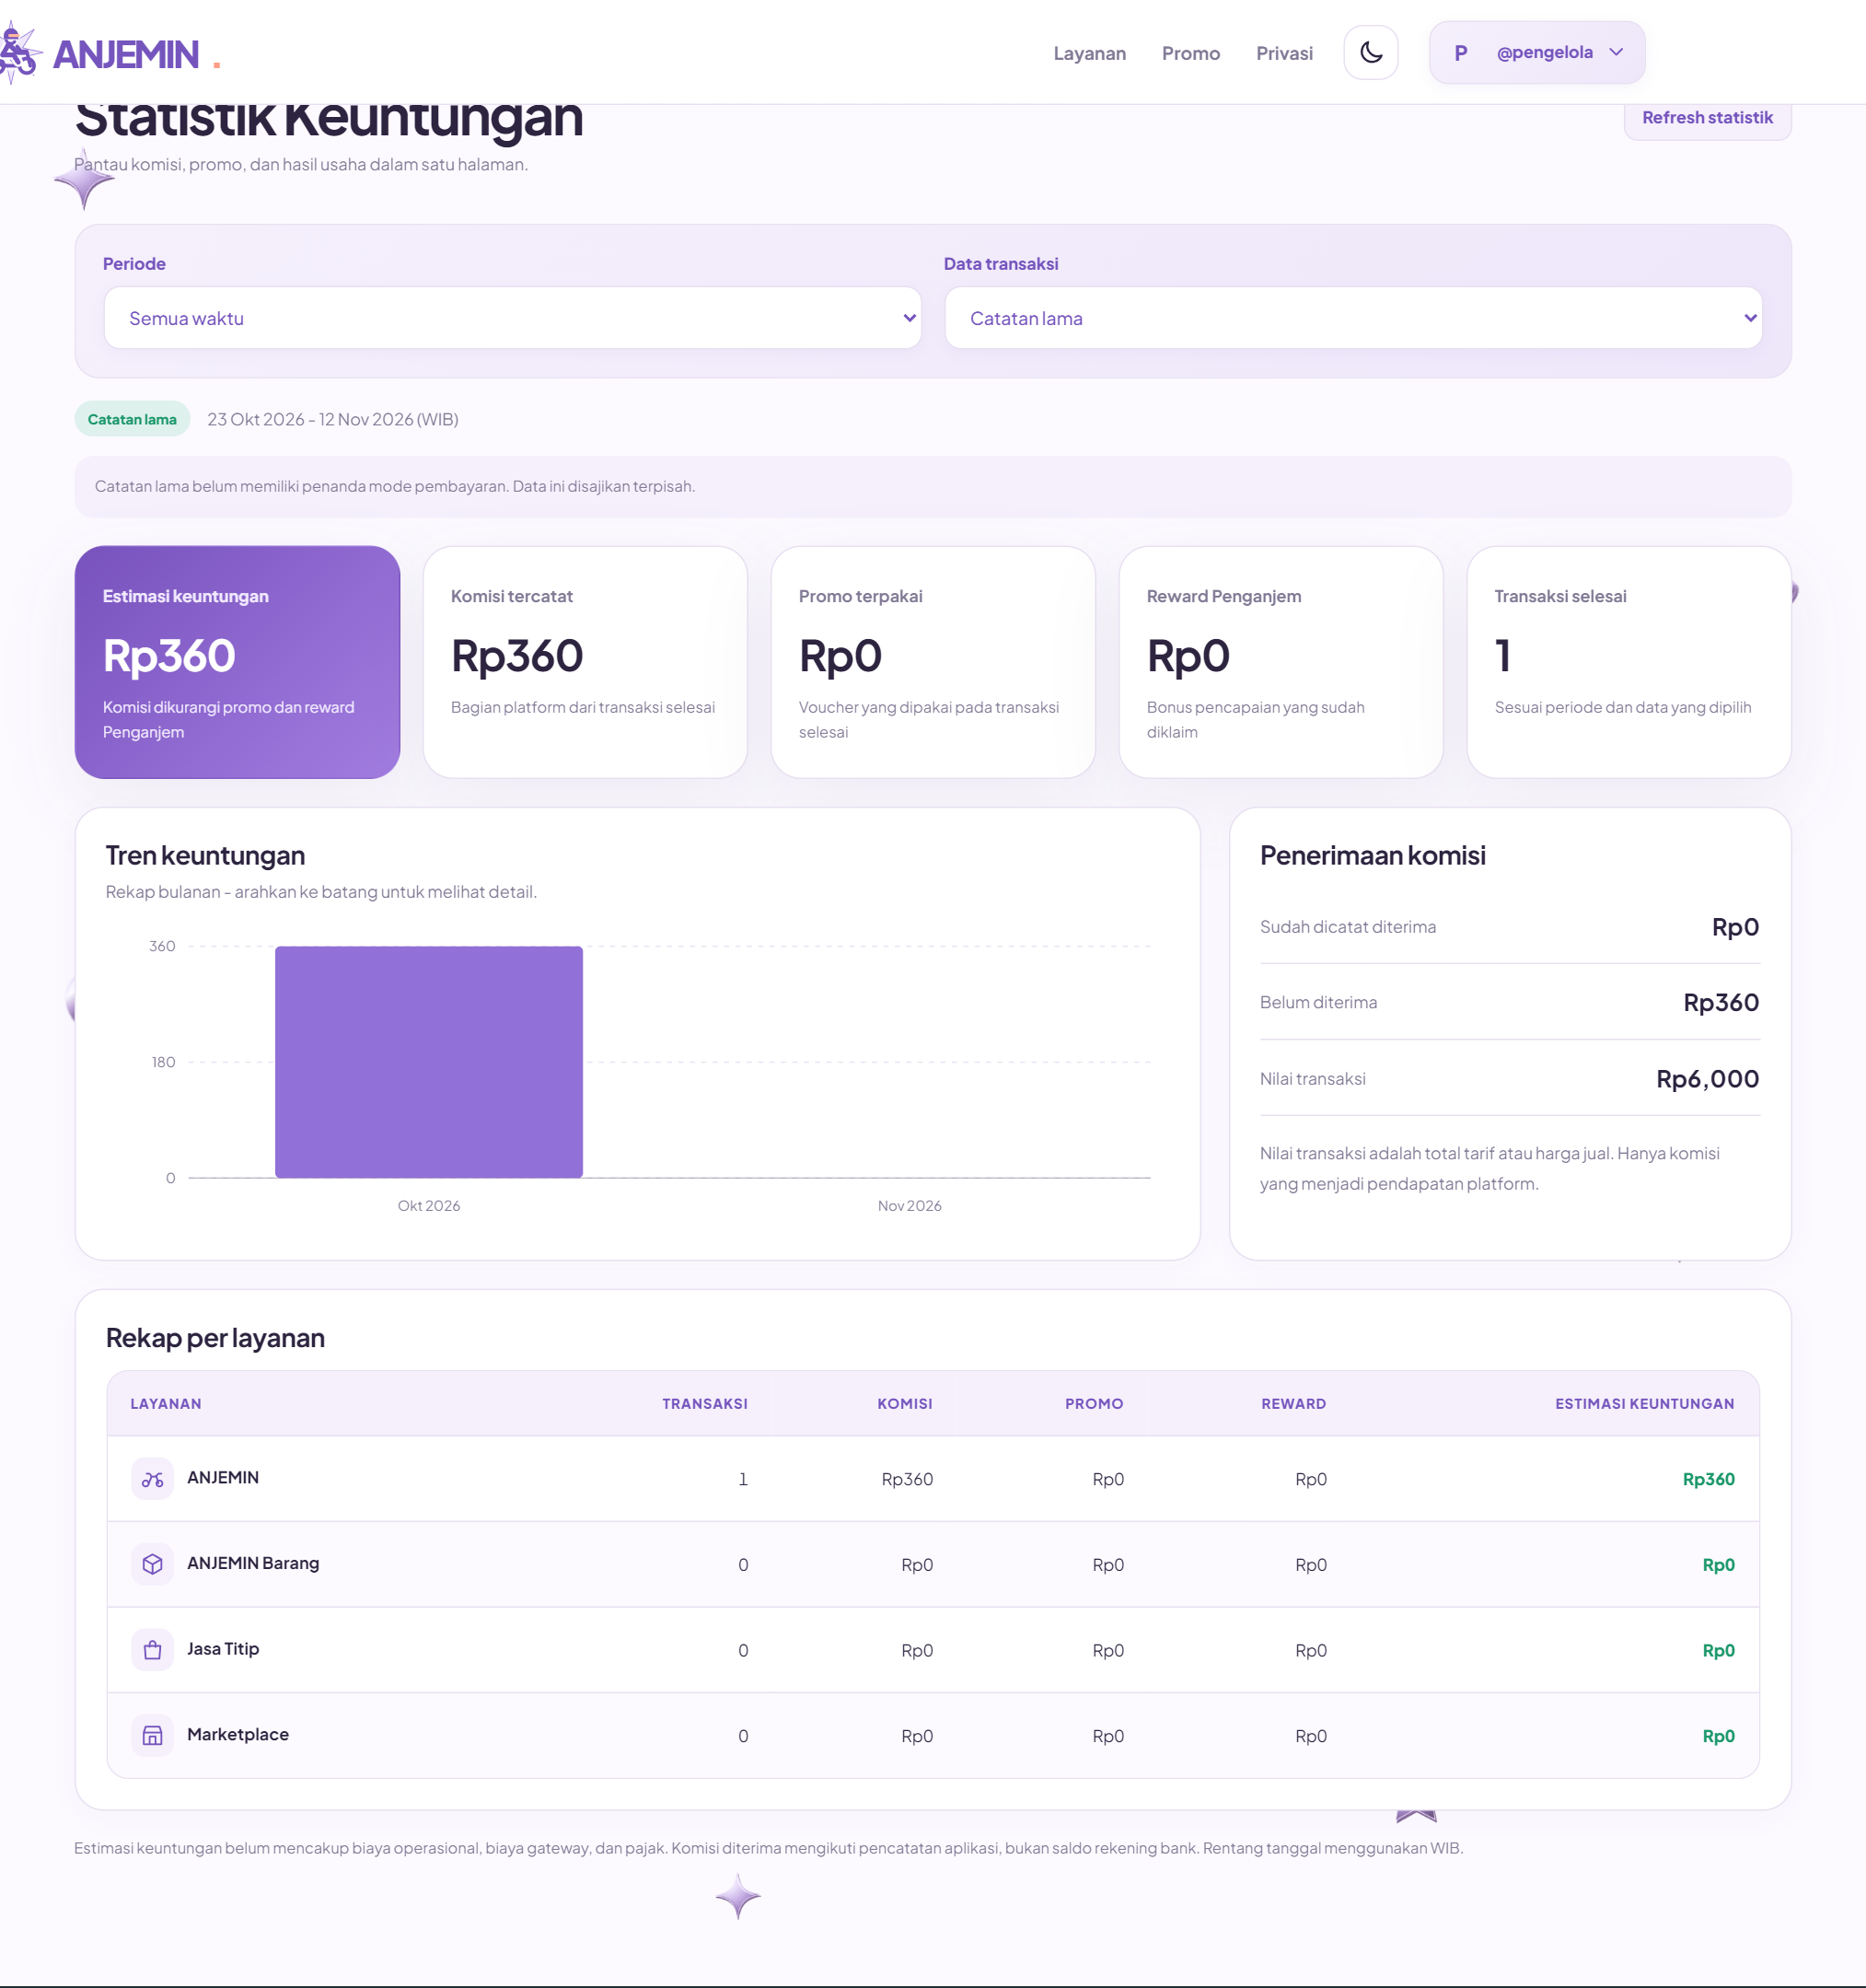 ANJEMIN .
Layanan
Promo
Privasi
P
@pengelola
Statistik Keuntungan
Refresh statistik
Pantau komisi, promo, dan hasil usaha dalam satu halaman.
Periode
Data transaksi
Semua waktu
Catatan lama
Catatan lama
23 Okt 2026 - 12 Nov 2026 (WIB)
Catatan lama belum memiliki penanda mode pembayaran. Data ini disajikan terpisah.
Estimasi keuntungan
Rp360
Komisi dikurangi promo dan reward
Penganjem
Komisi tercatat
Rp360
Bagian platform dari transaksi selesai
Promo terpakai
Rp0
Voucher yang dipakai pada transaksi
selesai
Reward Penganjem
Rp0
Bonus pencapaian yang sudah
diklaim
Transaksi selesai
1
Sesuai periode dan data yang dipilih
Tren keuntungan
Rekap bulanan - arahkan ke batang untuk melihat detail.
360
180
0
Okt 2026
Nov 2026
Penerimaan komisi
Sudah dicatat diterima
Rp0
Belum diterima
Rp360
Nilai transaksi
Rp6,000
Nilai transaksi adalah total tarif atau harga jual. Hanya komisi
yang menjadi pendapatan platform.
Rekap per layanan
LAYANAN TRANSAKSI KOMISI PROMO REWARD ESTIMASI KEUNTUNGAN
ANJEMIN 1 Rp360 Rp0 Rp0 Rp360
ANJEMIN Barang 0 Rp0 Rp0 Rp0 Rp0
Jasa Titip 0 Rp0 Rp0 Rp0 Rp0
Marketplace 0 Rp0 Rp0 Rp0 Rp0
Estimasi keuntungan belum mencakup biaya operasional, biaya gateway, dan pajak. Komisi diterima mengikuti pencatatan aplikasi, bukan saldo rekening bank. Rentang tanggal menggunakan WIB.